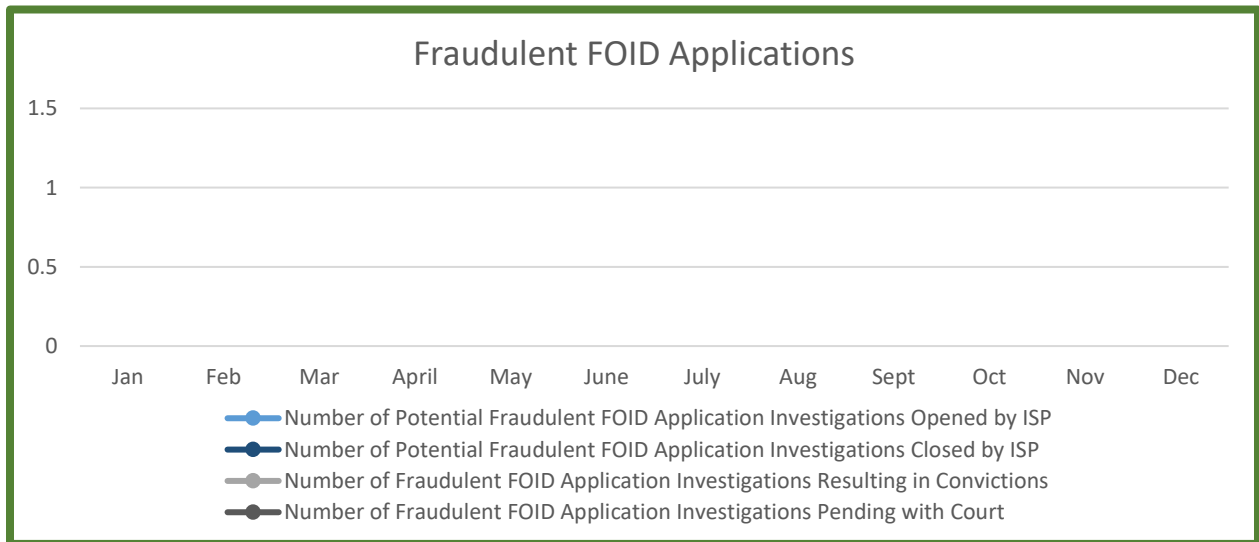 Fraudulent FOID Applications
1.5
1
0.5
0
Jan Feb Mar April May June July Aug Sept Oct Nov Dec
Number of Potential Fraudulent FOID Application Investigations Opened by ISP
Number of Potential Fraudulent FOID Application Investigations Closed by ISP
Number of Fraudulent FOID Application Investigations Resulting in Convictions
Number of Fraudulent FOID Application Investigations Pending with Court